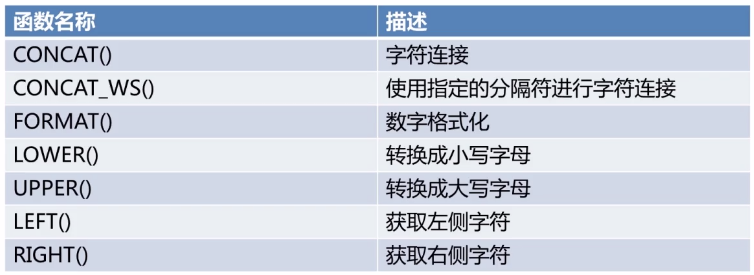 函数名称 描述
CONCAT() 字符连接
CONCAT_WS() 使用指定的分隔符进行字符连接
FORMAT() 数字格式化
LOWER() 转换成小写字母
UPPER() 转换成大写字母
LEFT() 获取左侧字符
RIGHT() 获取右侧字符